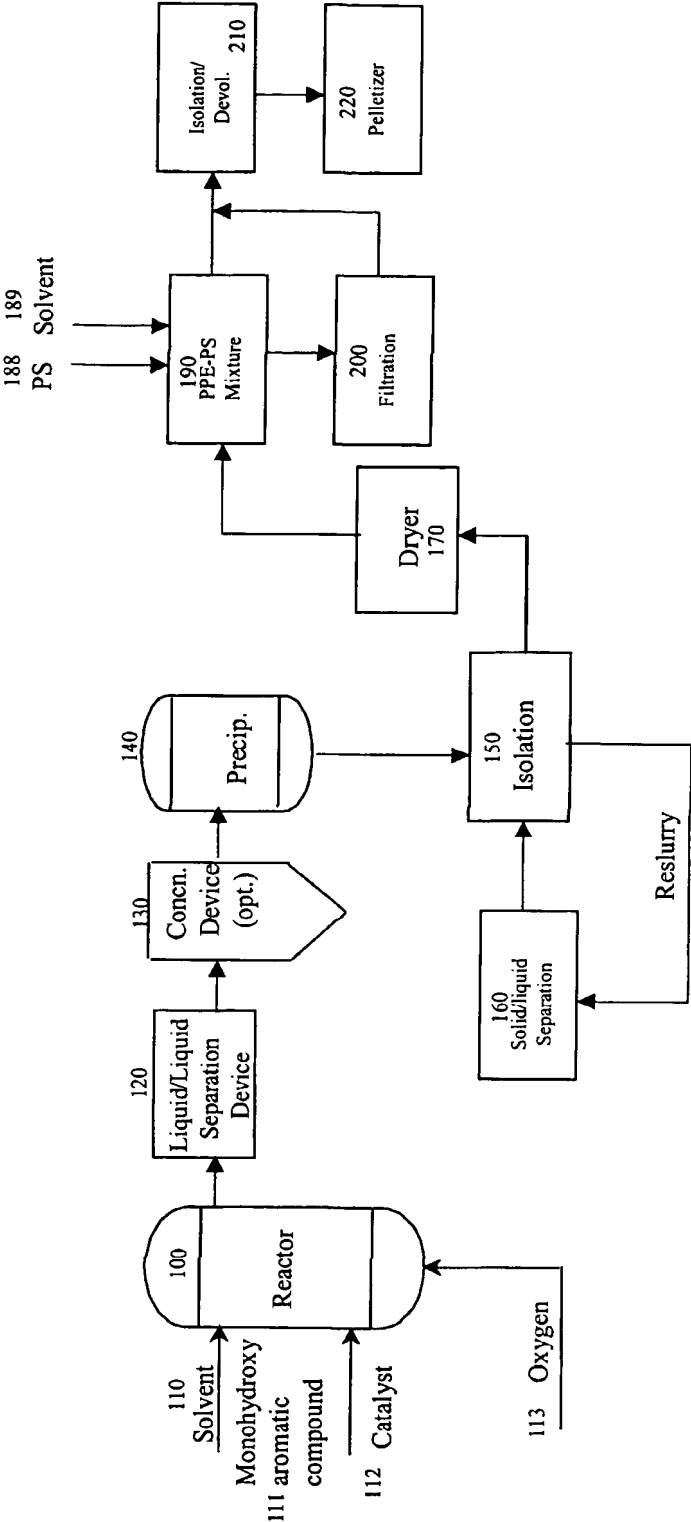 110
Solvent
Monohydroxy
111 aromatic
compound
112 Catalyst
113 Oxygen
100
Reactor
120
Liquid/Liquid
Separation
Device
130
Concn.
Device
(opt.)
140
Precip.
150
Isolation
160
Solid/liquid
Separation
Reslurry
Dryer
170
188 189
PS Solvent
190
PPE-PS
Mixture
200
Filtration
Isolation/
Devol.
210
220
Pelletizer